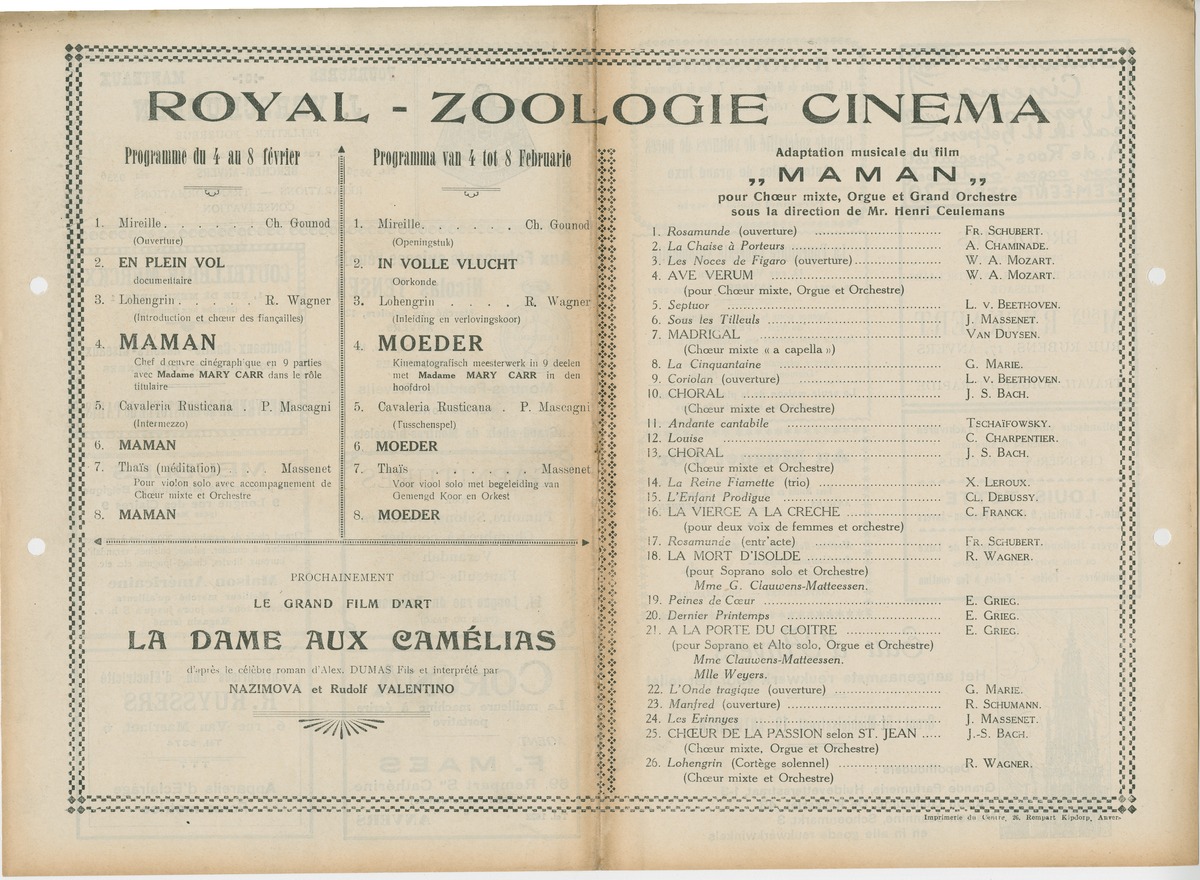 ROYAL - ZOOLOGIE CINEMA
Programme du 4 au 8 février
1. Mireille . . . . . . Ch. Gounod
(Ouverture)
2. EN PLEIN VOL
documentaire
3. Lohengrin . . . . . R. Wagner
(Introduction et chœur des fiançailles)
4. MAMAN
Chef d'œuvre cinégraph'que en 9 parties
avec Madame MARY CARR dans le rôle
titulaire
5. Cavaleria Rusticana . P. Mascagni
(Intermezzo)
6. MAMAN
7. Thaïs (méditation) . . Massenet
Pour violon solo avec accompagnement de
Chœur mixte et Orchestre
8. MAMAN
Programma van 4 tot 8 Februarie
1. Mireille. . . . . . Ch. Gounod
(Openingstuk)
2. IN VOLLE VLUCHT
Oorkonde
3. Lohengrin . . . . R. Wagner
(Inleiding en verlovingskoor)
4. MOEDER
Kinematografisch meesterwerk in 9 deelen
met Madame MARY CARR in den
hoofdrol
5. Cavaleria Rusticana . P. Mascagni
(Tusschenspel)
6. MOEDER
7. Thaïs . . . . . . Massenet
Voor viool solo met begeleiding van
Gemengd Koor en Orkest
8. MOEDER
PROCHAINEMENT
LE GRAND FILM D'ART
LA DAME AUX CAMÉLIAS
d'après le célèbre roman d'Alex. DUMAS Fils et interprété par
NAZIMOVA et Rudolf VALENTINO
Adaptation musicale du film
„ MAMAN „
pour Chœur mixte, Orgue et Grand Orchestre
sous la direction de Mr. Henri Ceulemans
1. Rosamunde (ouverture) ........ FR. SCHUBERT.
2. La Chaise à Porteurs ........ A. CHAMINADE.
3. Les Noces de Figaro (ouverture) ........ W. A. MOZART.
4. AVE VERUM ........ W. A. MOZART.
(pour Chœur mixte, Orgue et Orchestre)
5. Septuor ........ L. v. BEETHOVEN.
6. Sous les Tilleuls ........ J. MASSENET.
7. MADRIGAL ........ VAN DUYSEN.
(Chœur mixte « a capella »)
8. La Cinquantaine ........ G. MARIE.
9. Coriolan (ouverture) ........ L. v. BEETHOVEN.
10. CHORAL ........ J. S. BACH.
(Chœur mixte et Orchestre)
11. Andante cantabile ........ TSCHAÏFOWSKY.
12. Louise ........ C. CHARPENTIER.
13. CHORAL ........ J. S. BACH.
(Chœur mixte et Orchestre)
14. La Reine Fiamette (trio) ........ X. LEROUX.
15. L'Enfant Prodigue ........ CL. DEBUSSY.
16. LA VIERGE A LA CRECHE ........ C. FRANCK.
(pour deux voix de femmes et orchestre)
17. Rosamunde (entr'acte) ........ FR. SCHUBERT.
18. LA MORT D'ISOLDE ........ R. WAGNER.
(pour Soprano solo et Orchestre)
Mme G. Clauwens-Matteessen.
19. Peines de Cœur ........ E. GRIEG.
20. Dernier Printemps ........ E. GRIEG.
21. A LA PORTE DU CLOITRE ........ E. GRIEG.
(pour Soprano et Alto solo, Orgue et Orchestre)
Mme Clauwens-Matteessen.
Mlle Weyers.
22. L'Onde tragique (ouverture) ........ G. MARIE.
23. Manfred (ouverture) ........ R. SCHUMANN.
24. Les Erinnyes ........ J. MASSENET.
25. CHŒUR DE LA PASSION selon ST. JEAN ..... J.-S. BACH.
(Chœur mixte, Orgue et Orchestre)
26. Lohengrin (Cortège solennel) ........ R. WAGNER.
(Chœur mixte et Orchestre)
Imprimerie du Centre, 26, Rempart Kipdorp, Anvers